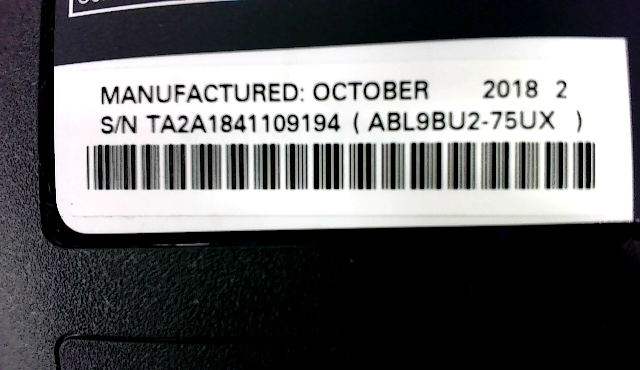 MANUFACTURED: OCTOBER 2018 2
S/N TA2A1841109194 ( ABL9BU2-75UX )